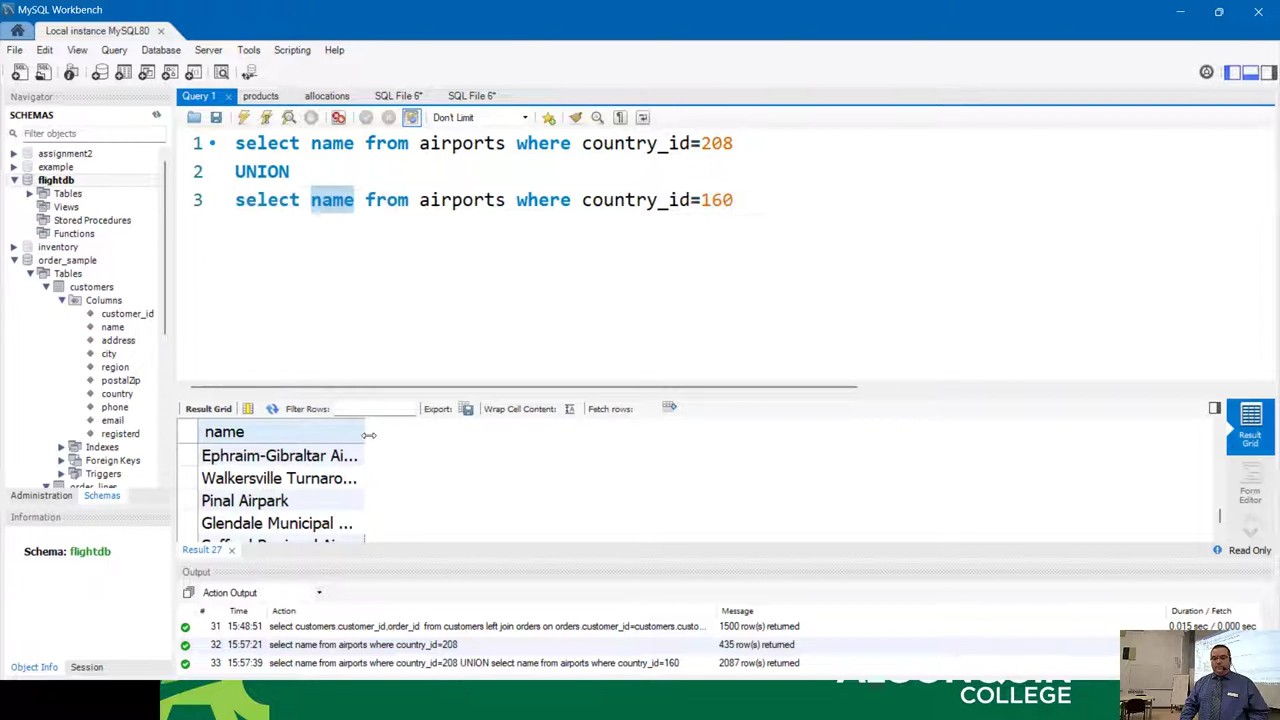 MySQL Workbench
Local instance MySQL80
File Edit View Query Database Server Tools Scripting Help
Navigator
SCHEMAS
Filter objects
assignment2
example
flightdb
Tables
Views
Stored Procedures
Functions
inventory
order_sample
Tables
customers
Columns
customer_id
name
address
city
region
postalZip
country
phone
email
registerd
Indexes
Foreign Keys
Triggers
order_lines
Administration Schemas
Information
Schema: flightdb
Object Info Session
Query 1 products allocations SQL File 6* SQL File 6*
Don't Limit
1 select name from airports where country_id=208
2 UNION
3 select name from airports where country_id=160
Result Grid Filter Rows: Export: Wrap Cell Content: Fetch rows:
name
Ephraim-Gibraltar Ai...
Walkersville Turnaro...
Pinal Airpark
Glendale Municipal ...
Result Grid
Form Editor
Result 27
Read Only
Output
Action Output
# Time Action Message Duration / Fetch
31 15:48:51 select customers.customer_id,order_id from customers left join orders on orders.customer_id=customers.custo... 1500 row(s) returned 0.015 sec / 0.000 sec
32 15:57:21 select name from airports where country_id=208 435 row(s) returned
33 15:57:39 select name from airports where country_id=208 UNION select name from airports where country_id=160 2087 row(s) returned
COLLEGE